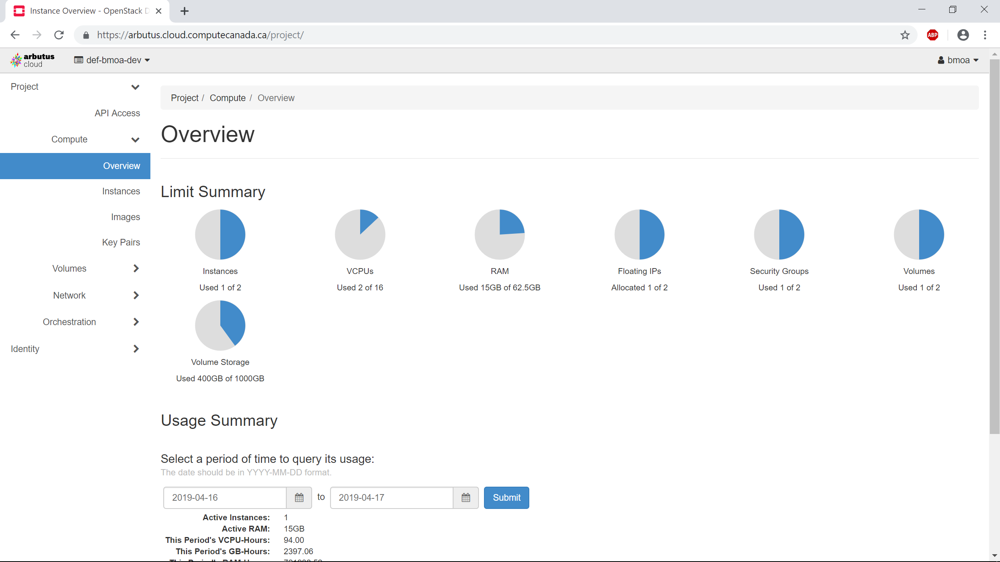 Instance Overview - OpenStack D
https://arbutus.cloud.computecanada.ca/project/
ABP
arbutus
cloud
def-bmoa-dev
bmoa
Project
API Access
Compute
Overview
Instances
Images
Key Pairs
Volumes
Network
Orchestration
Identity
Project / Compute / Overview
Overview
Limit Summary
Instances
Used 1 of 2
VCPUs
Used 2 of 16
RAM
Used 15GB of 62.5GB
Floating IPs
Allocated 1 of 2
Security Groups
Used 1 of 2
Volumes
Used 1 of 2
Volume Storage
Used 400GB of 1000GB
Usage Summary
Select a period of time to query its usage:
The date should be in YYYY-MM-DD format.
2019-04-16 to 2019-04-17 Submit
Active Instances: 1
Active RAM: 15GB
This Period's VCPU-Hours: 94.00
This Period's GB-Hours: 2397.06